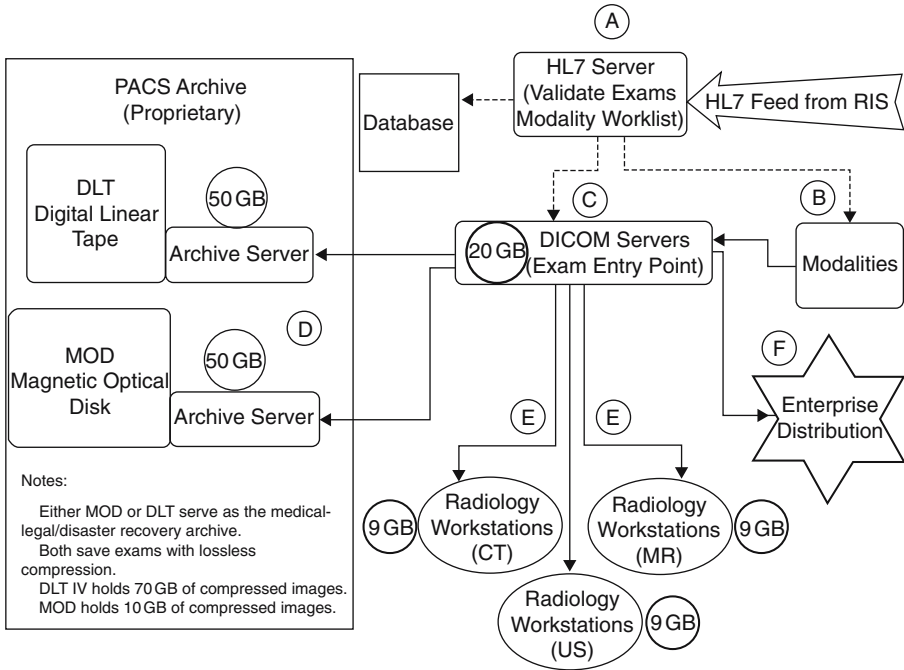 A
PACS Archive
(Proprietary)
Database
HL7 Server
(Validate Exams
Modality Worklist)
HL7 Feed from RIS
DLT
Digital Linear
Tape
50 GB
Archive Server
C
B
20 GB
DICOM Servers
(Exam Entry Point)
Modalities
MOD
Magnetic Optical
Disk
50 GB
Archive Server
D
F
Enterprise
Distribution
E
E
Notes:
Either MOD or DLT serve as the medical-
legal/disaster recovery archive.
Both save exams with lossless
compression.
DLT IV holds 70 GB of compressed images.
MOD holds 10 GB of compressed images.
9 GB
Radiology
Workstations
(CT)
Radiology
Workstations
(MR)
9 GB
Radiology
Workstations
(US)
9 GB